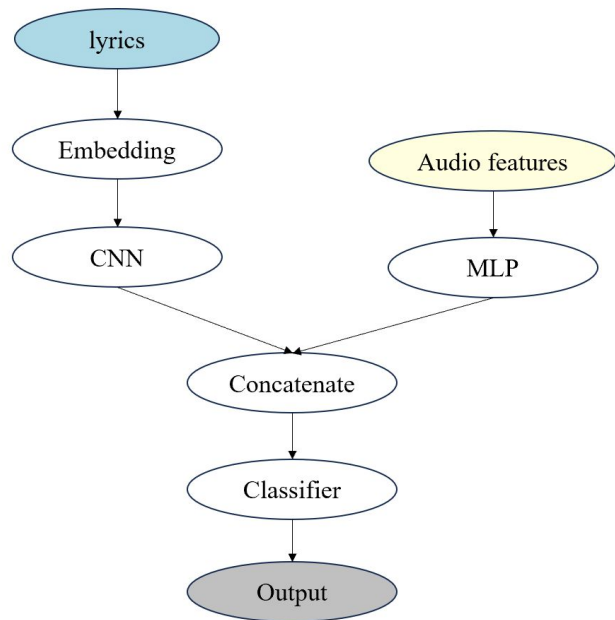 lyrics
Embedding
Audio features
CNN
MLP
Concatenate
Classifier
Output